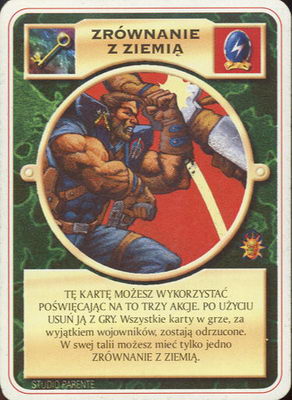 ZRÓWNANIE
Z ZIEMIĄ
TĘ KARTĘ MOŻESZ WYKORZYSTAĆ
POŚWIĘCAJĄC NA TO TRZY AKCJE. PO UŻYCIU
USUŃ JĄ Z GRY. Wszystkie karty w grze, za
wyjątkiem wojowników, zostają odrzucone.
W swej talii możesz mieć tylko jedno
ZRÓWNANIE Z ZIEMIĄ.
STUDIO PARENTE